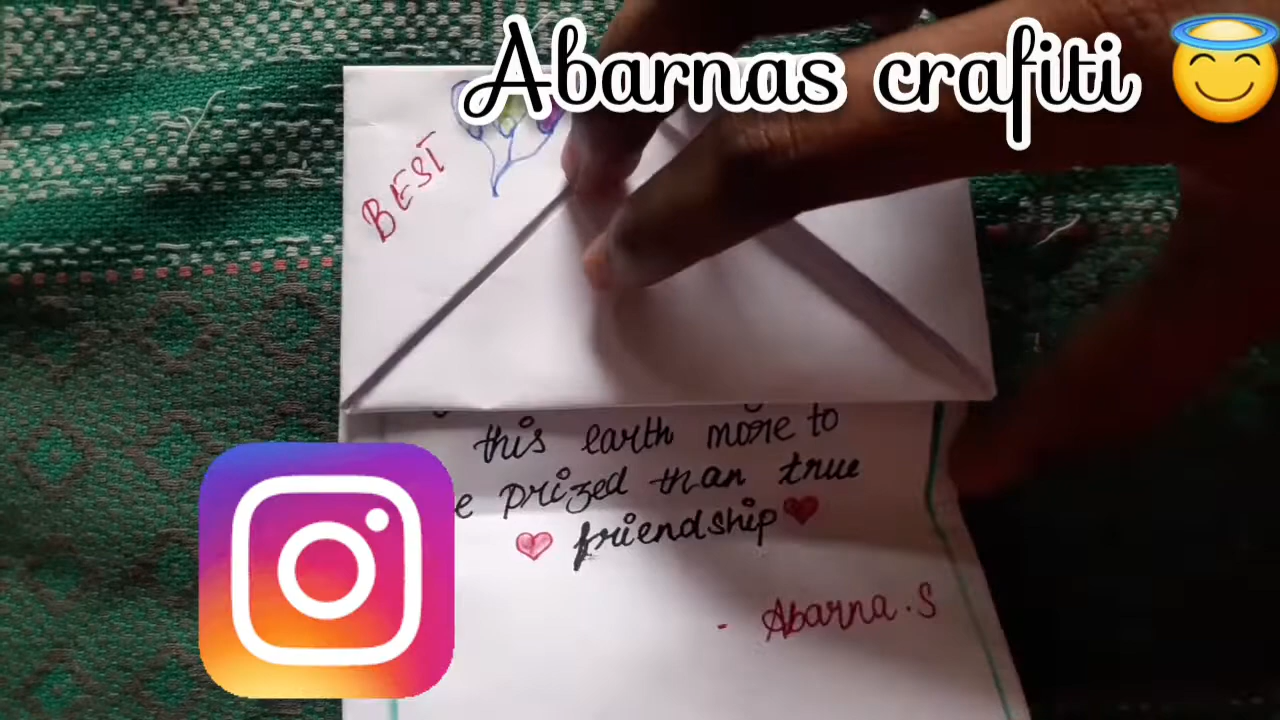 Abarnas crafiti 😇
BEST
this earth more to
prized than true
friendship
- Abarna.S